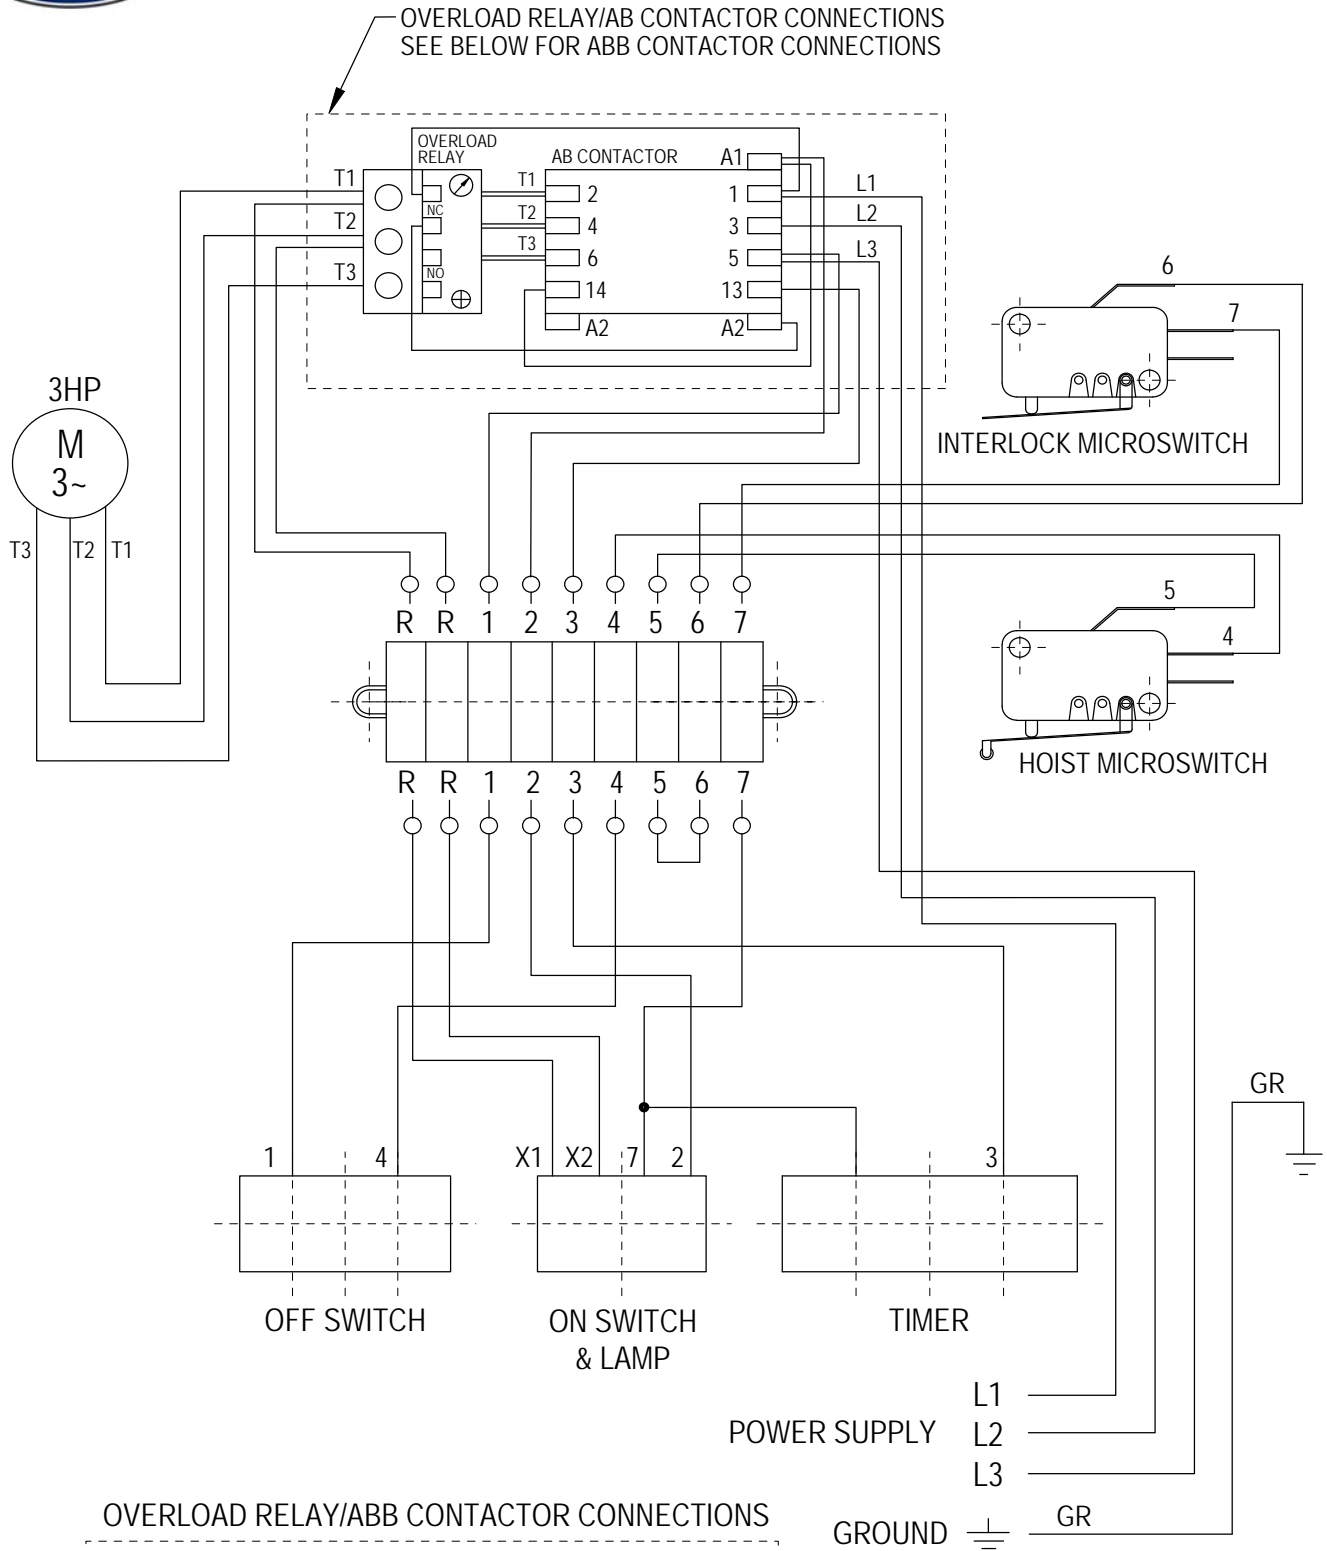 OVERLOAD RELAY/AB CONTACTOR CONNECTIONS
SEE BELOW FOR ABB CONTACTOR CONNECTIONS
OVERLOAD
RELAY
AB CONTACTOR
A1
T1
T1
2
1
L1
NC
T2
T2
4
3
L2
T3
6
5
L3
T3
NO
14
13
A2
A2
6
7
INTERLOCK MICROSWITCH
3HP
M
3~
T3
T2
T1
5
4
HOIST MICROSWITCH
R R 1 2 3 4 5 6 7
R R 1 2 3 4 5 6 7
GR
1 4
X1 X2 7 2
3
OFF SWITCH
ON SWITCH
& LAMP
TIMER
POWER SUPPLY
L1
L2
L3
OVERLOAD RELAY/ABB CONTACTOR CONNECTIONS
GROUND
GR